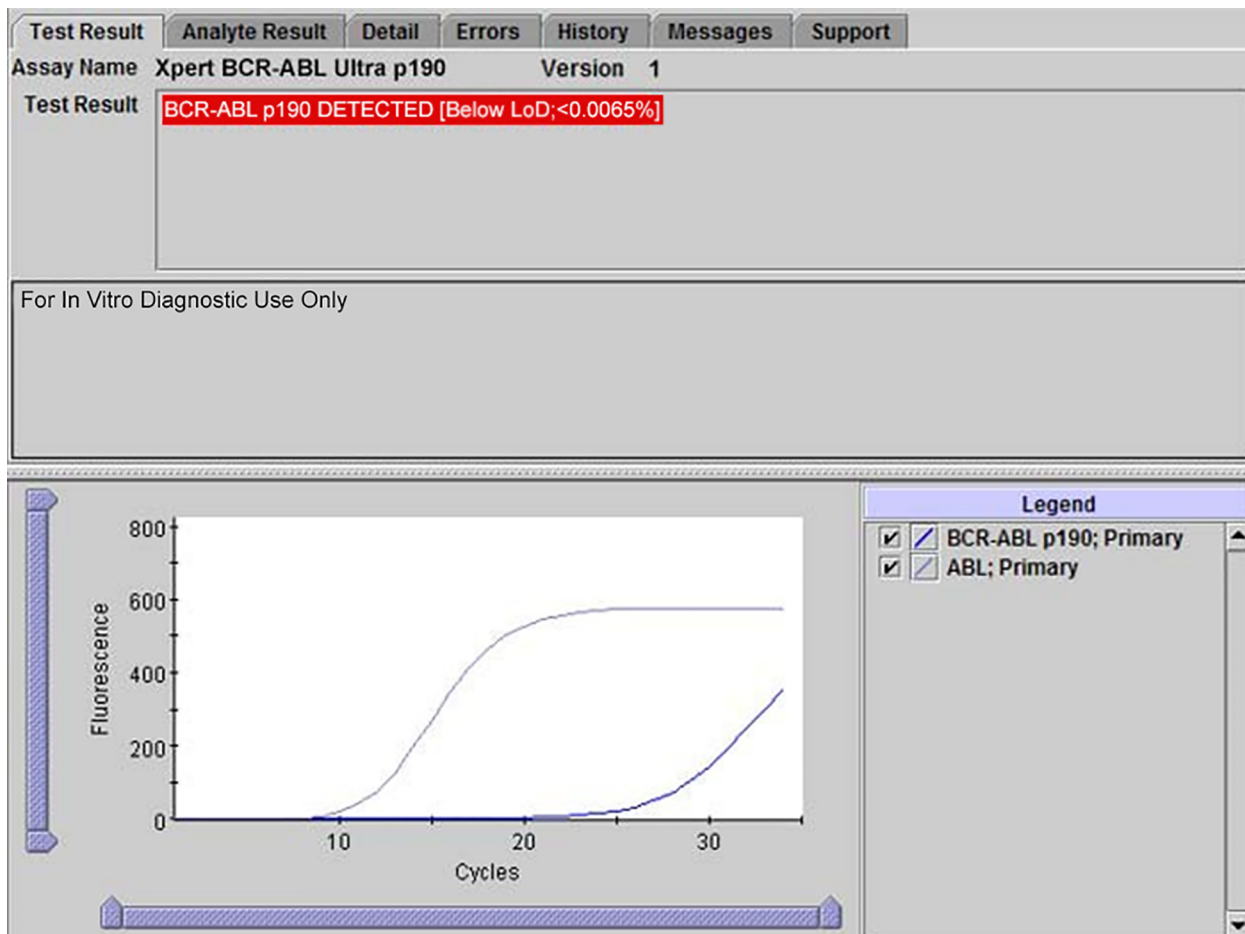 Test Result Analyte Result Detail Errors History Messages Support
Assay Name Xpert BCR-ABL Ultra p190 Version 1
Test Result BCR-ABL p190 DETECTED [Below LoD;<0.0065%]
For In Vitro Diagnostic Use Only
800
600
400
200
0
Fluorescence
10 20 30
Cycles
Legend
BCR-ABL p190; Primary
ABL; Primary